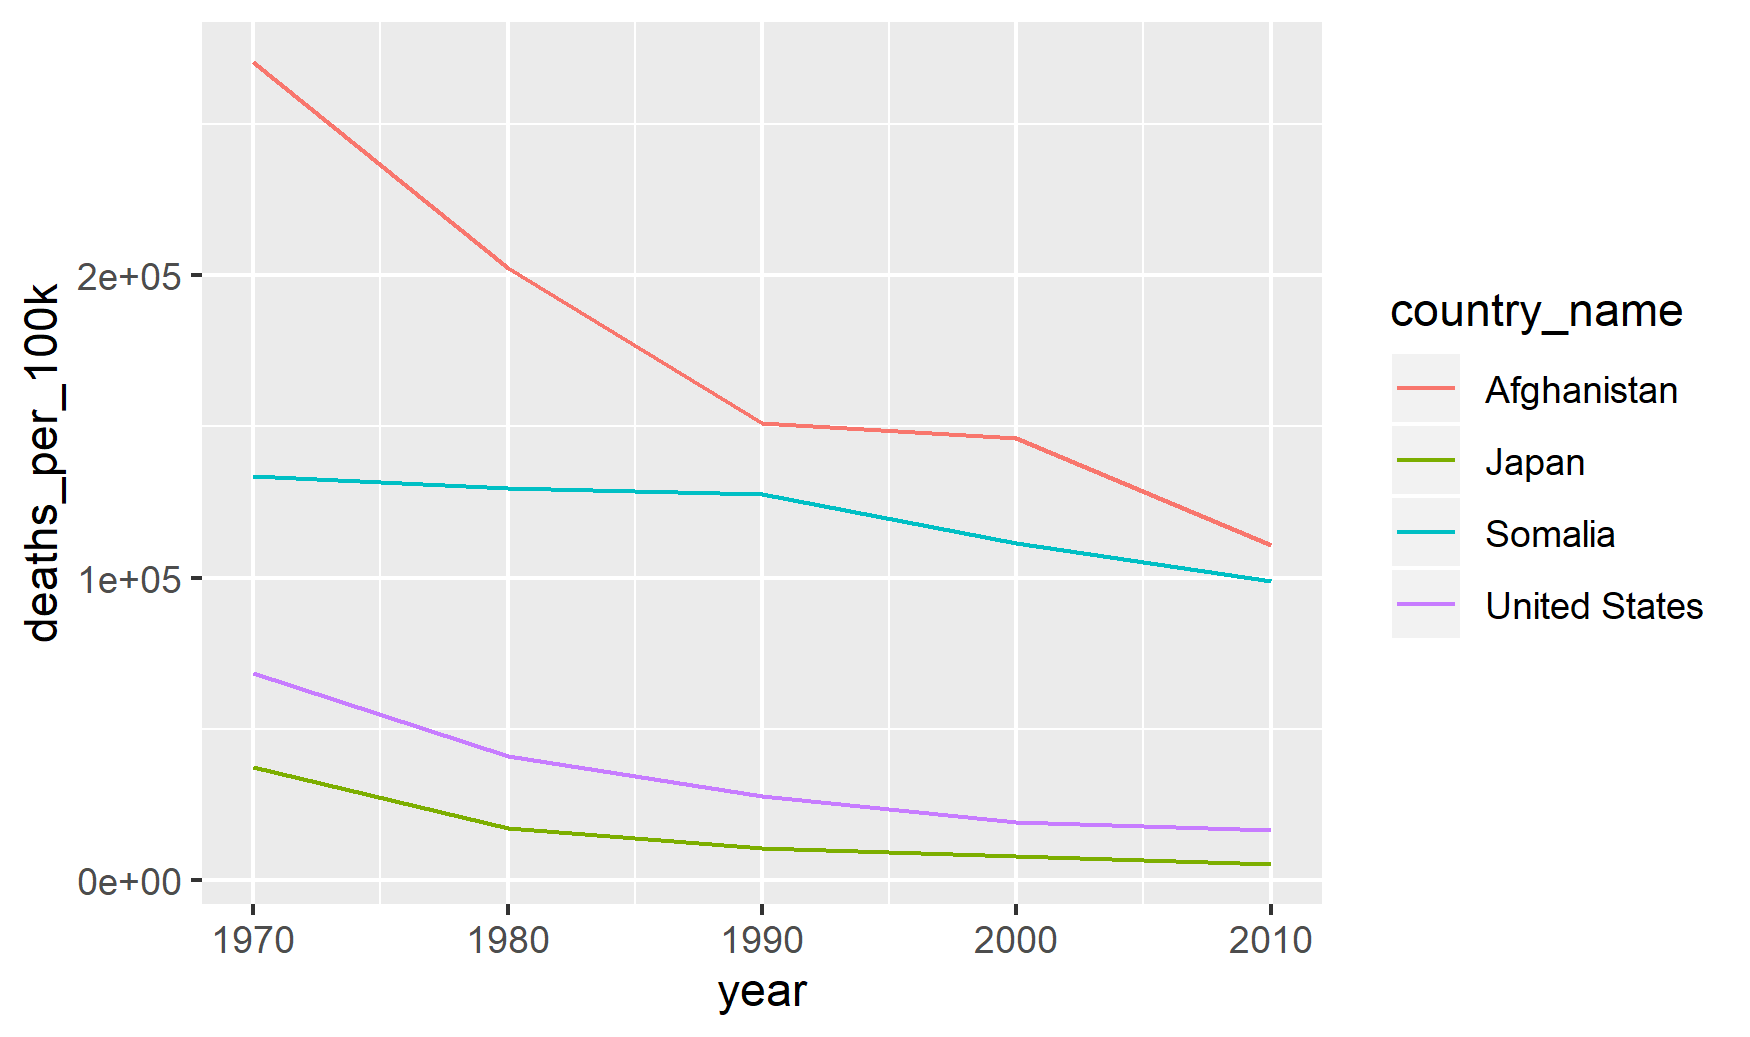 deaths_per_100k
2e+05
1e+05
0e+00
1970 1980 1990 2000 2010
year
country_name
Afghanistan
Japan
Somalia
United States